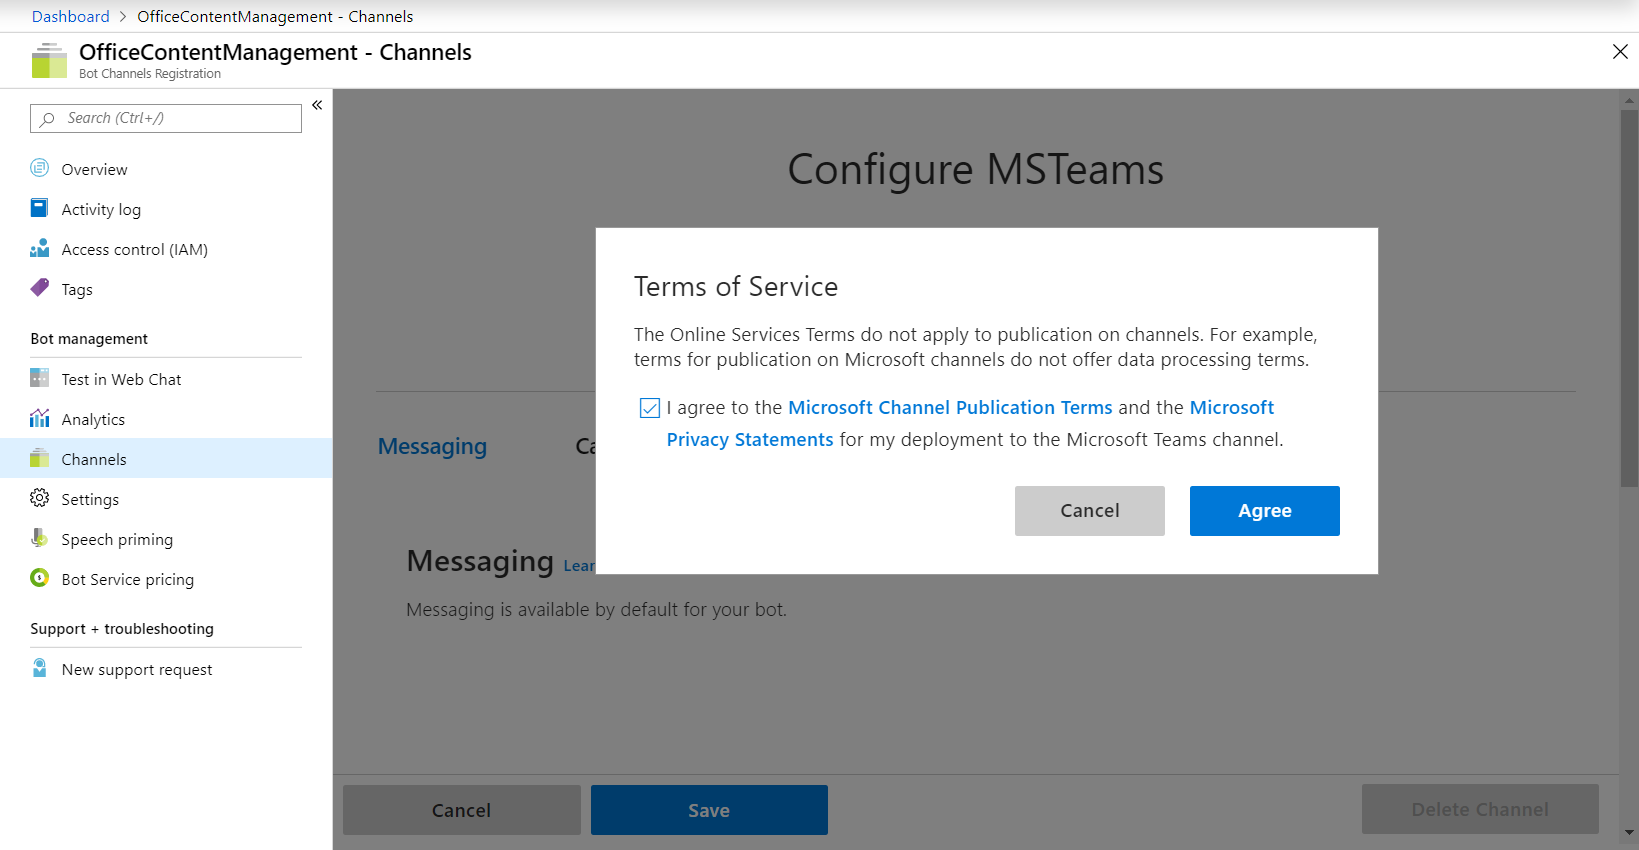 Dashboard > OfficeContentManagement - Channels
OfficeContentManagement - Channels
Bot Channels Registration
Search (Ctrl+/)
Overview
Activity log
Access control (IAM)
Tags
Bot management
Test in Web Chat
Analytics
Channels
Settings
Speech priming
Bot Service pricing
Support + troubleshooting
New support request
Configure MSTeams
Terms of Service
The Online Services Terms do not apply to publication on channels. For example,
terms for publication on Microsoft channels do not offer data processing terms.
I agree to the Microsoft Channel Publication Terms and the Microsoft
Privacy Statements for my deployment to the Microsoft Teams channel.
Cancel Agree
Messaging Ca
Messaging Lear
Messaging is available by default for your bot.
Cancel Save Delete Channel